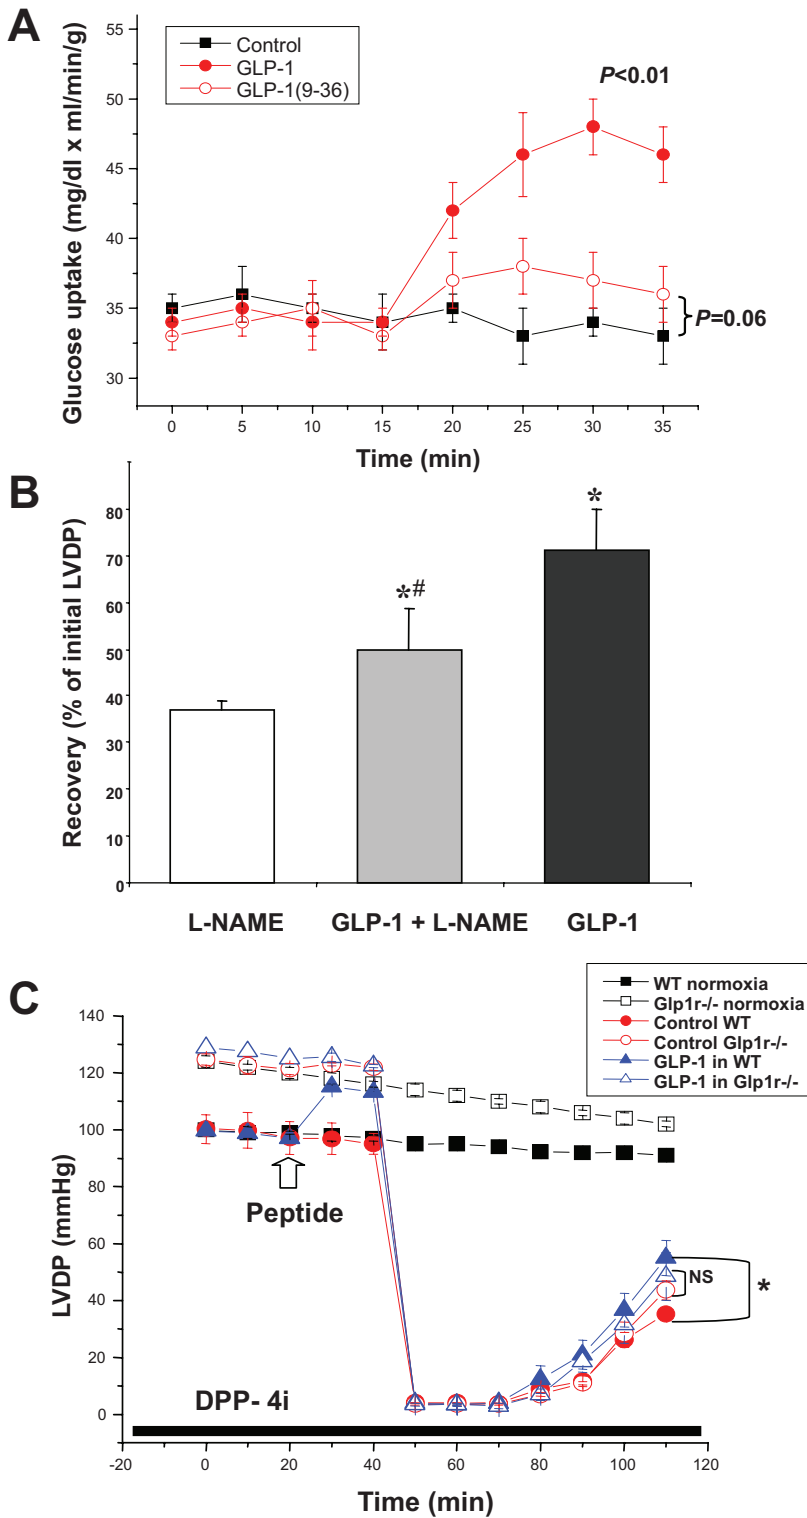 A
Control
GLP-1
GLP-1(9-36)
P<0.01
P=0.06
Glucose uptake (mg/dl x ml/min/g)
55
50
45
40
35
30
0 5 10 15 20 25 30 35
Time (min)
B
*
*#
Recovery (% of initial LVDP)
80
70
60
50
40
30
20
10
0
L-NAME GLP-1 + L-NAME GLP-1
C
WT normoxia
Glp1r-/- normoxia
Control WT
Control Glp1r-/-
GLP-1 in WT
GLP-1 in Glp1r-/-
LVDP (mmHg)
140
120
100
80
60
40
20
0
Peptide
NS
*
DPP- 4i
-20 0 20 40 60 80 100 120
Time (min)